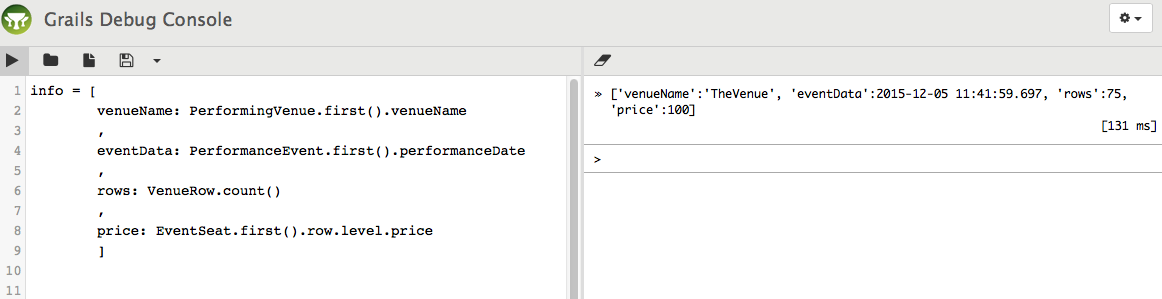 Grails Debug Console
1 info = [
2 venueName: PerformingVenue.first().venueName
3 ,
4 eventData: PerformanceEvent.first().performanceDate
5 ,
6 rows: VenueRow.count()
7 ,
8 price: EventSeat.first().row.level.price
9 ]
10
11
» ['venueName':'TheVenue', 'eventData':2015-12-05 11:41:59.697, 'rows':75,
'price':100]
[131 ms]
>